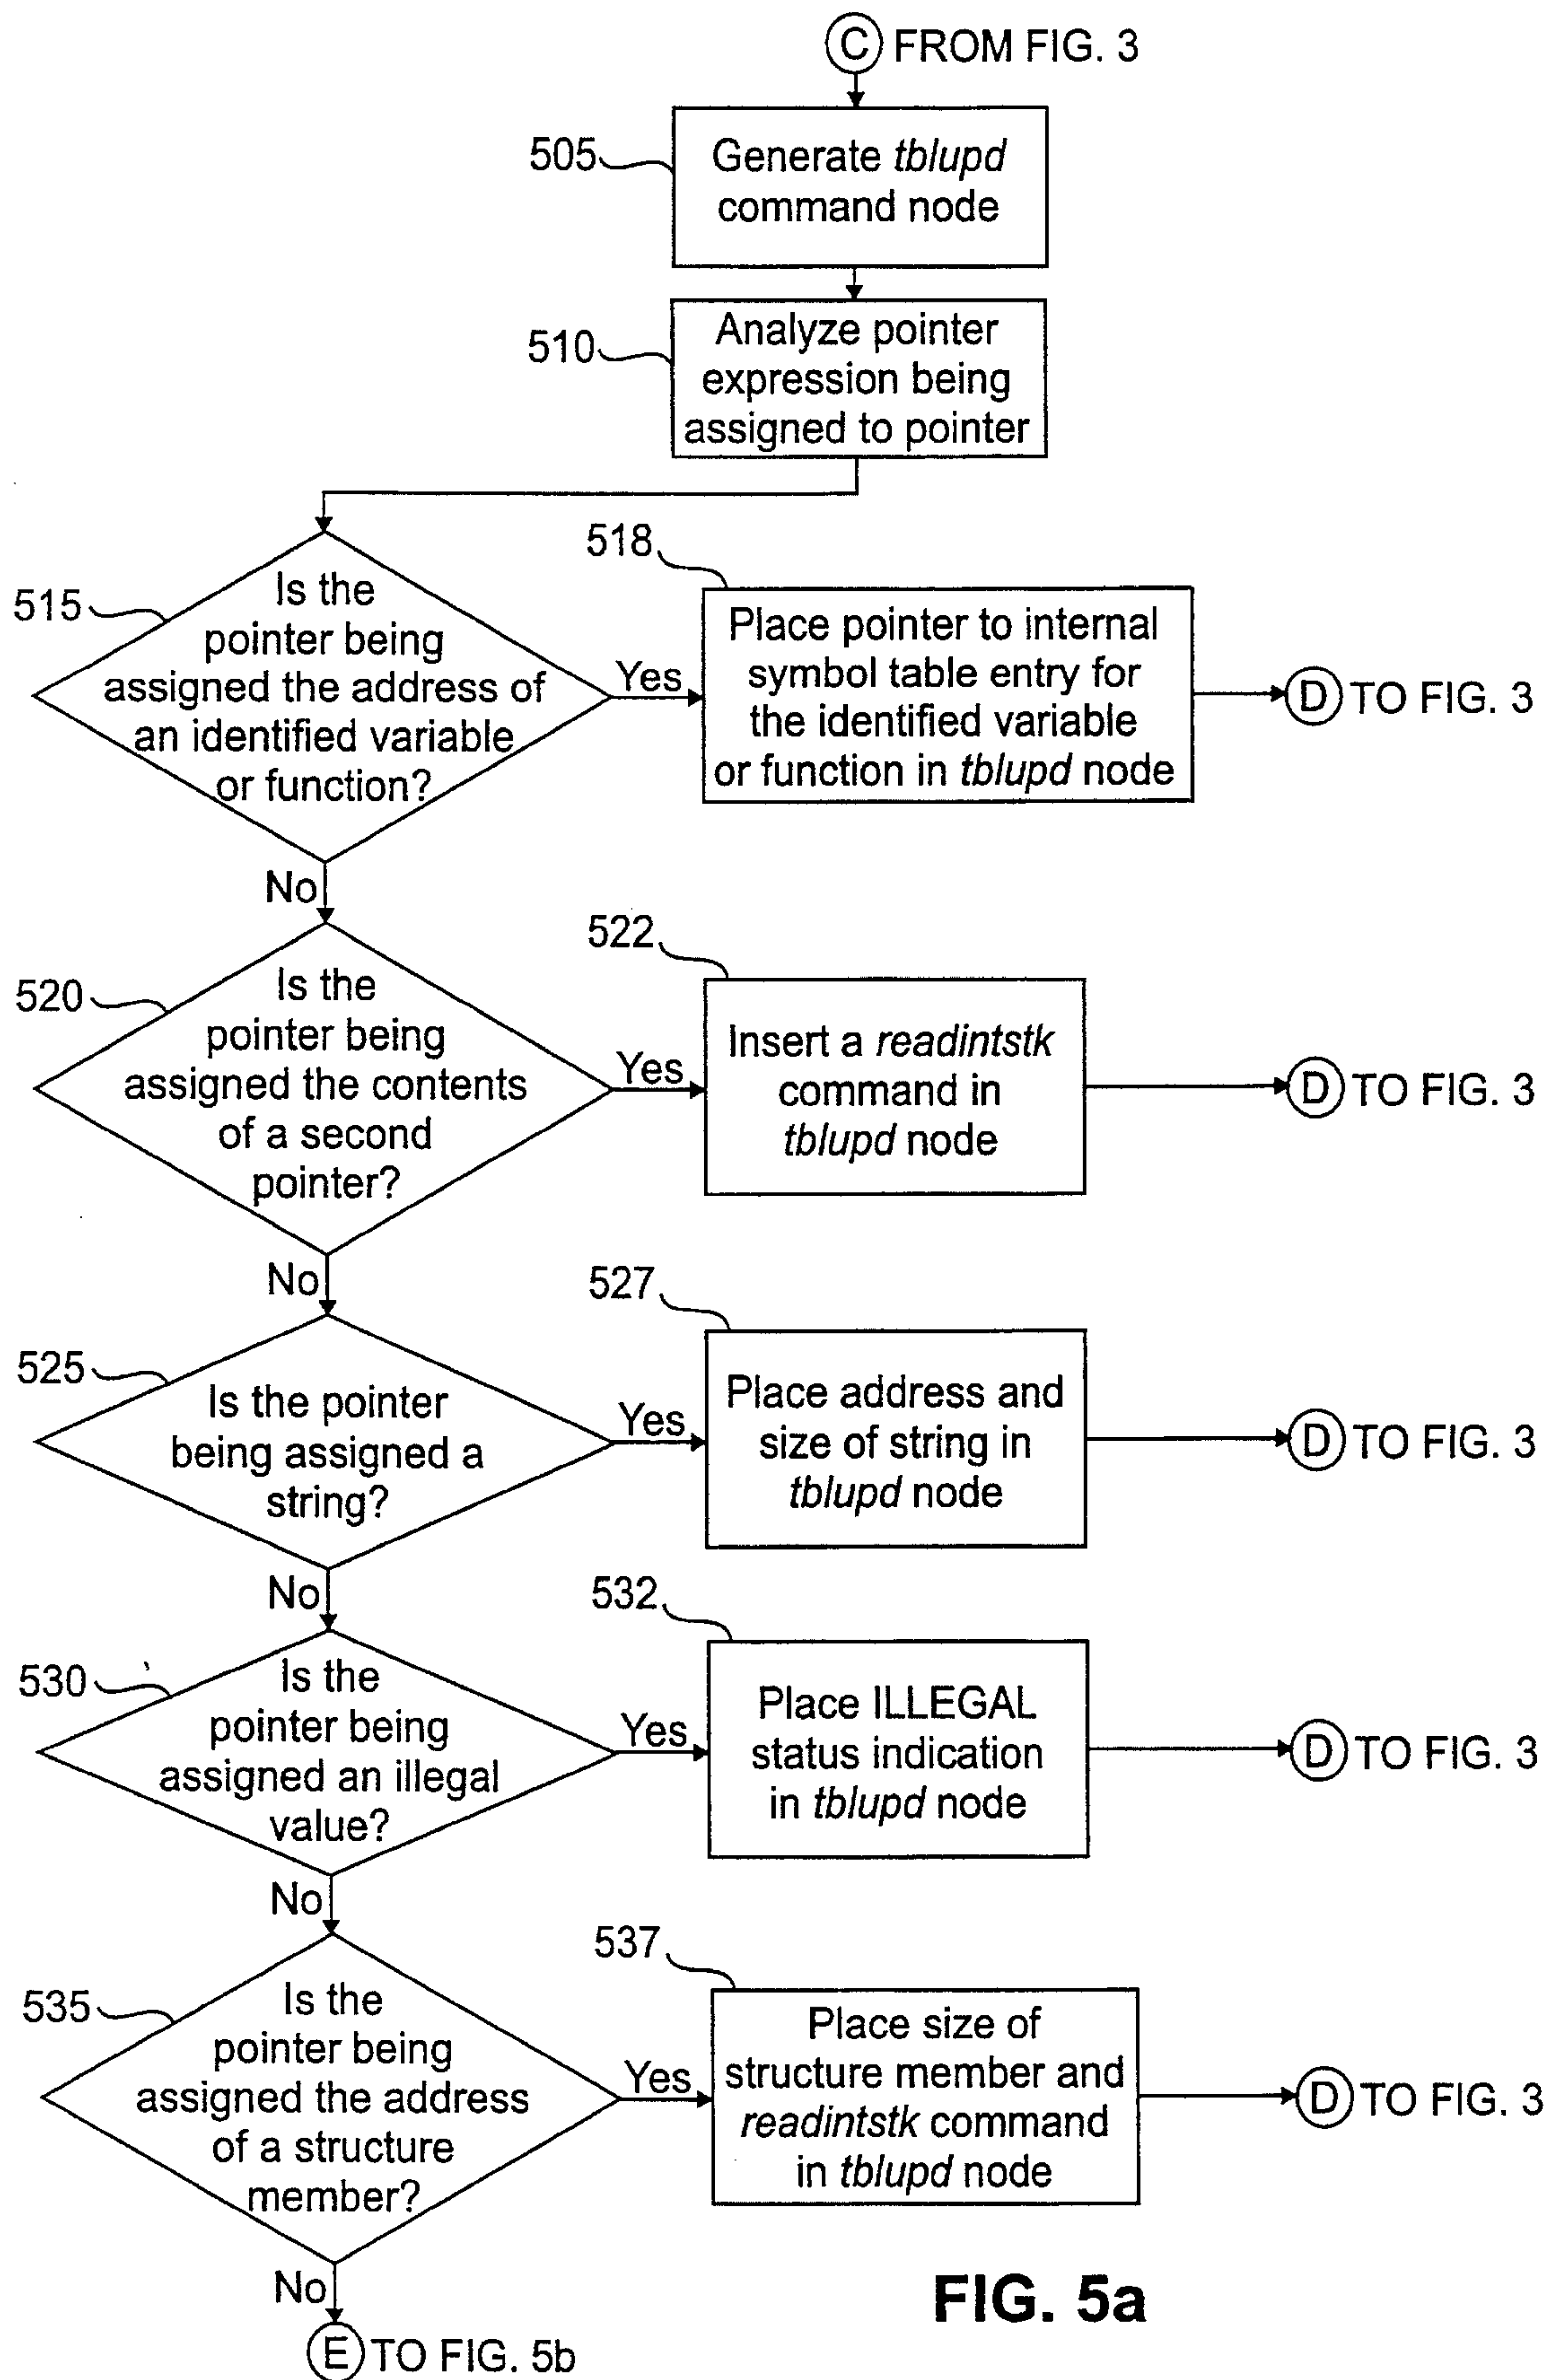 C FROM FIG. 3
505
Generate tblupd
command node
510
Analyze pointer
expression being
assigned to pointer
515
Is the
pointer being
assigned the address of
an identified variable
or function?
Yes
518
Place pointer to internal
symbol table entry for
the identified variable
or function in tblupd node
D TO FIG. 3
No
520
Is the
pointer being
assigned the contents
of a second
pointer?
Yes
522
Insert a readintstk
command in
tblupd node
D TO FIG. 3
No
525
Is the pointer
being assigned a
string?
Yes
527
Place address and
size of string in
tblupd node
D TO FIG. 3
No
530
Is the
pointer being
assigned an illegal
value?
Yes
532
Place ILLEGAL
status indication
in tblupd node
D TO FIG. 3
No
535
Is the
pointer being
assigned the address
of a structure
member?
Yes
537
Place size of
structure member and
readintstk command
in tblupd node
D TO FIG. 3
No
E TO FIG. 5b
FIG. 5a